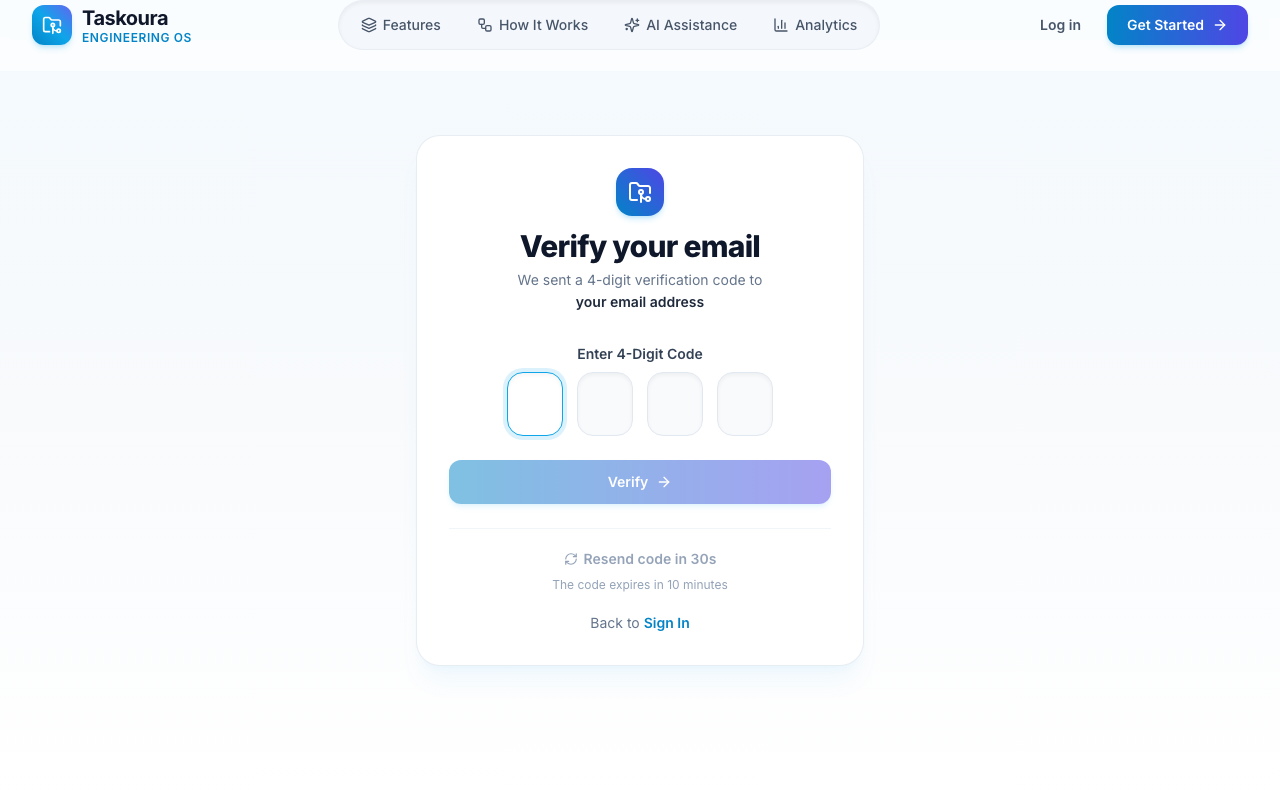 Taskoura
ENGINEERING OS
Features
How It Works
AI Assistance
Analytics
Log in
Get Started
Verify your email
We sent a 4-digit verification code to
your email address
Enter 4-Digit Code
Verify
Resend code in 30s
The code expires in 10 minutes
Back to Sign In